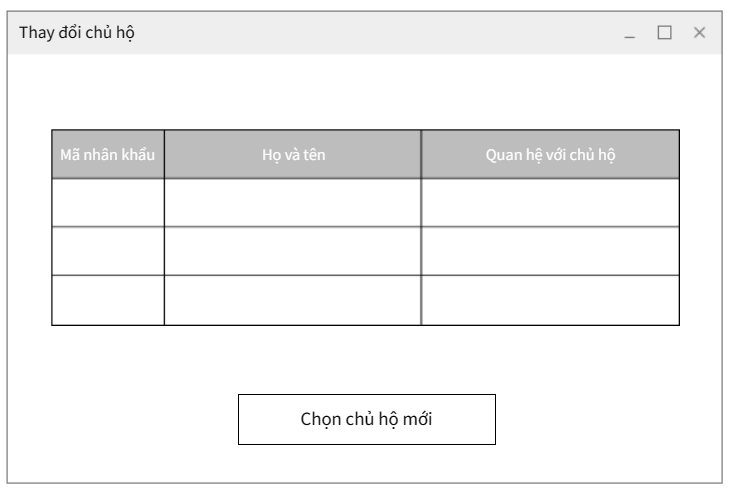 Thay đổi chủ hộ
Mã nhân khẩu Họ và tên Quan hệ với chủ hộ
Chọn chủ hộ mới